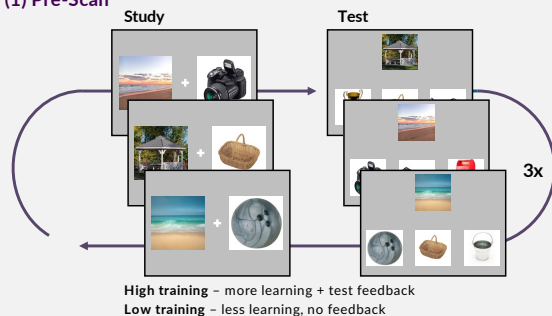 (1) Pre-Scan
Study
Test
3x
High training – more learning + test feedback
Low training – less learning, no feedback